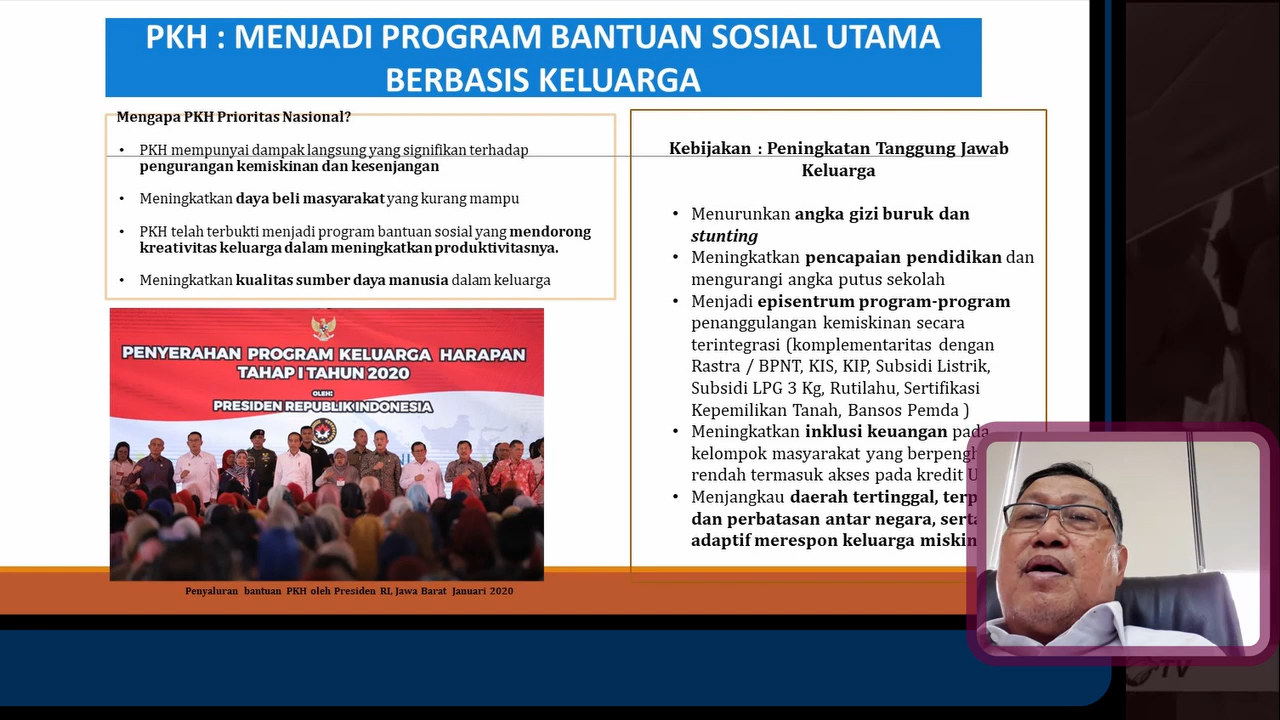 PKH : MENJADI PROGRAM BANTUAN SOSIAL UTAMA
BERBASIS KELUARGA
Mengapa PKH Prioritas Nasional?
• PKH mempunyai dampak langsung yang signifikan terhadap
pengurangan kemiskinan dan kesenjangan
• Meningkatkan daya beli masyarakat yang kurang mampu
• PKH telah terbukti menjadi program bantuan sosial yang mendorong
kreativitas keluarga dalam meningkatkan produktivitasnya.
• Meningkatkan kualitas sumber daya manusia dalam keluarga
PENYERAHAN PROGRAM KELUARGA HARAPAN
TAHAP I TAHUN 2020
OLEH:
PRESIDEN REPUBLIK INDONESIA
Penyaluran bantuan PKH oleh Presiden RI, Jawa Barat Januari 2020
Kebijakan : Peningkatan Tanggung Jawab
Keluarga
• Menurunkan angka gizi buruk dan
stunting
• Meningkatkan pencapaian pendidikan dan
mengurangi angka putus sekolah
• Menjadi episentrum program-program
penanggulangan kemiskinan secara
terintegrasi (komplementaritas dengan
Rastra / BPNT, KIS, KIP, Subsidi Listrik,
Subsidi LPG 3 Kg, Rutilahu, Sertifikasi
Kepemilikan Tanah, Bansos Pemda )
• Meningkatkan inklusi keuangan pada
kelompok masyarakat yang
rendah termasuk akses pada kredit
• Menjangkau daerah tertinggal,
dan perbatasan antar negara, serta
adaptif merespon keluarga miskin
TV